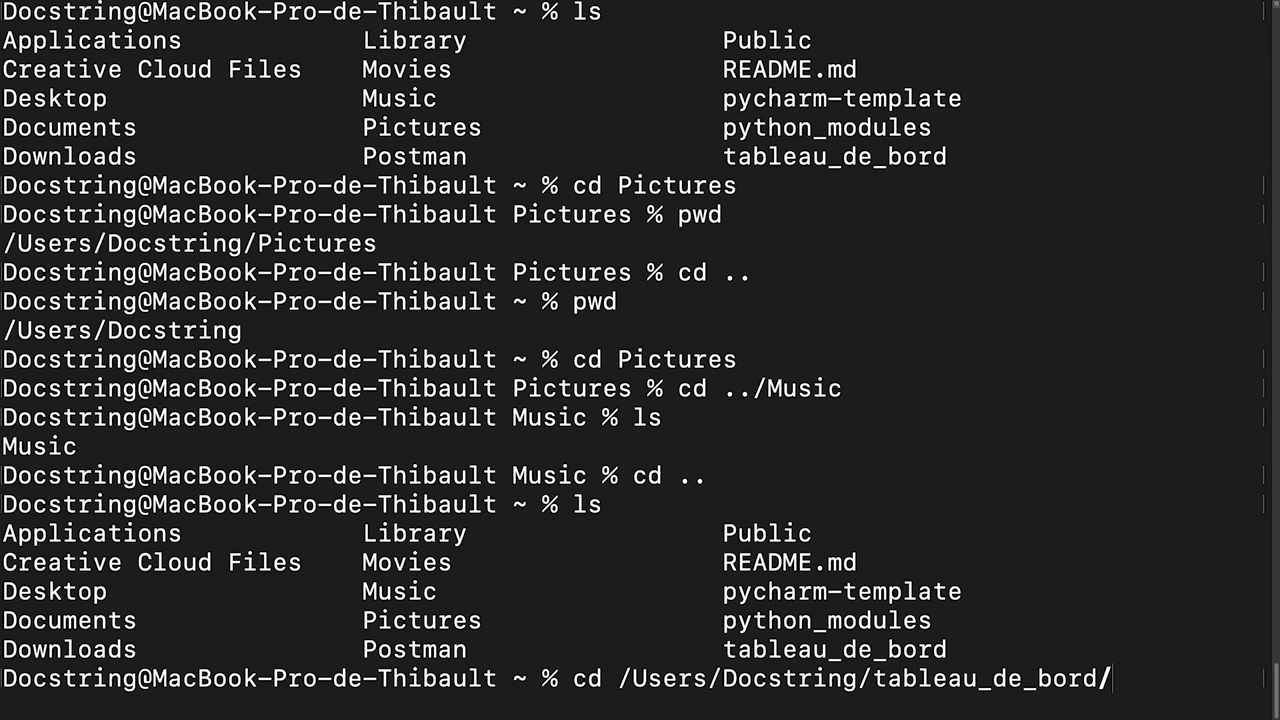 Docstring@MacBook-Pro-de-Thibault ~ % ls
Applications Library Public
Creative Cloud Files Movies README.md
Desktop Music pycharm-template
Documents Pictures python_modules
Downloads Postman tableau_de_bord
Docstring@MacBook-Pro-de-Thibault ~ % cd Pictures
Docstring@MacBook-Pro-de-Thibault Pictures % pwd
/Users/Docstring/Pictures
Docstring@MacBook-Pro-de-Thibault Pictures % cd ..
Docstring@MacBook-Pro-de-Thibault ~ % pwd
/Users/Docstring
Docstring@MacBook-Pro-de-Thibault ~ % cd Pictures
Docstring@MacBook-Pro-de-Thibault Pictures % cd ../Music
Docstring@MacBook-Pro-de-Thibault Music % ls
Music
Docstring@MacBook-Pro-de-Thibault Music % cd ..
Docstring@MacBook-Pro-de-Thibault ~ % ls
Applications Library Public
Creative Cloud Files Movies README.md
Desktop Music pycharm-template
Documents Pictures python_modules
Downloads Postman tableau_de_bord
Docstring@MacBook-Pro-de-Thibault ~ % cd /Users/Docstring/tableau_de_bord/